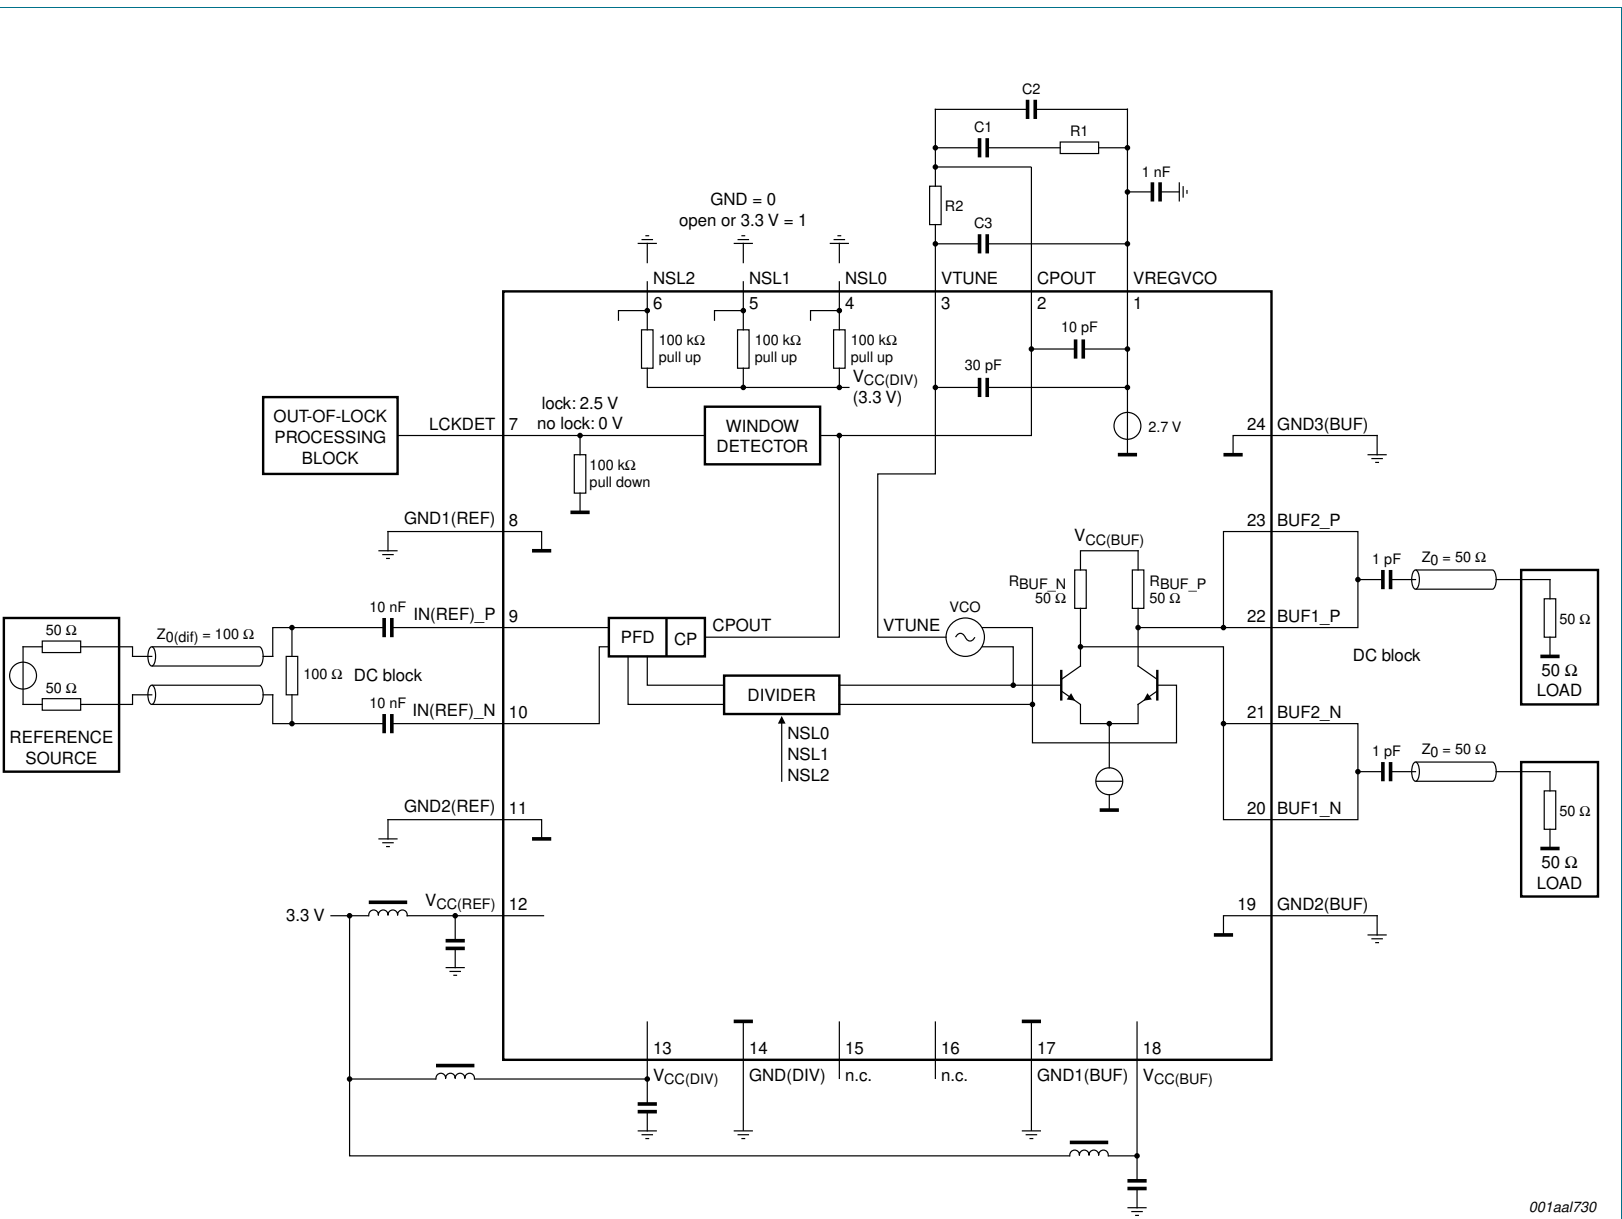 C2
C1
R1
1 nF
GND = 0
open or 3.3 V = 1
R2
C3
NSL2
NSL1
NSL0
VTUNE
CPOUT
VREGVCO
6
5
4
3
2
1
100 kΩ
pull up
100 kΩ
pull up
100 kΩ
pull up
10 pF
30 pF
VCC(DIV)
(3.3 V)
OUT-OF-LOCK
PROCESSING
BLOCK
LCKDET
7
lock: 2.5 V
no lock: 0 V
WINDOW
DETECTOR
2.7 V
24
GND3(BUF)
100 kΩ
pull down
GND1(REF)
8
23
BUF2_P
VCC(BUF)
RBUF_N
50 Ω
RBUF_P
50 Ω
1 pF
Z0 = 50 Ω
50 Ω
50 Ω
LOAD
10 nF
IN(REF)_P
9
PFD
CP
CPOUT
VTUNE
VCO
22
BUF1_P
50 Ω
Z0(dif) = 100 Ω
50 Ω
100 Ω
DC block
DC block
10 nF
IN(REF)_N
10
DIVIDER
21
BUF2_N
REFERENCE
SOURCE
NSL0
NSL1
NSL2
1 pF
Z0 = 50 Ω
50 Ω
50 Ω
LOAD
GND2(REF)
11
20
BUF1_N
3.3 V
VCC(REF)
12
19
GND2(BUF)
13
14
15
16
17
18
VCC(DIV)
GND(DIV)
n.c.
n.c.
GND1(BUF)
VCC(BUF)
001aal730